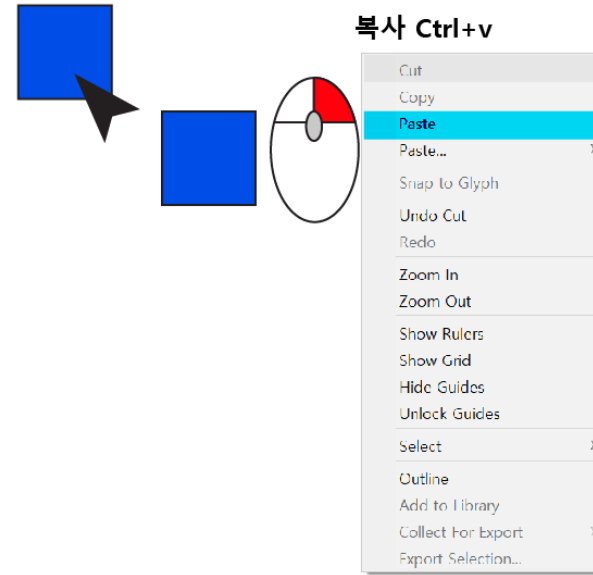 복사 Ctrl+v
Cut
Copy
Paste
Paste...
Snap to Glyph
Undo Cut
Redo
Zoom In
Zoom Out
Show Rulers
Show Grid
Hide Guides
Unlock Guides
Select
Outline
Add to Library
Collect For Export
Export Selection...